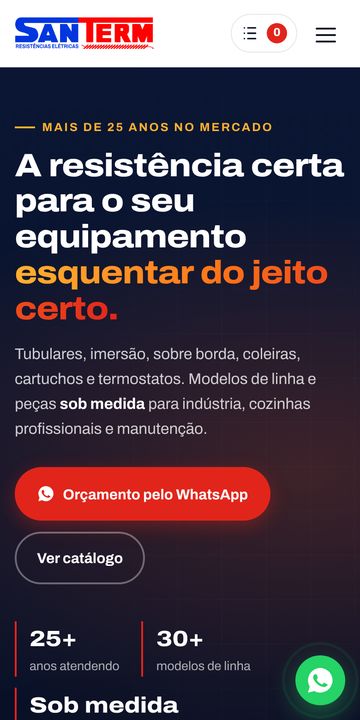 SANTERM
RESISTÊNCIAS ELÉTRICAS
0
MAIS DE 25 ANOS NO MERCADO
A resistência certa
para o seu
equipamento
esquentar do jeito
certo.
Tubulares, imersão, sobre borda, coleiras,
cartuchos e termostatos. Modelos de linha e
peças sob medida para indústria, cozinhas
profissionais e manutenção.
Orçamento pelo WhatsApp
Ver catálogo
25+
30+
anos atendendo
modelos de linha
Sob medida